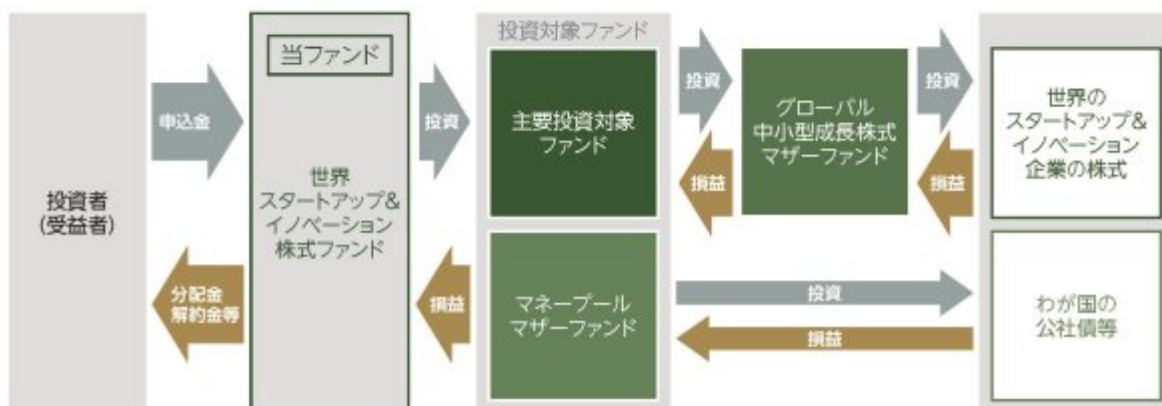 投資者
(受益者)
申込金
分配金
解約金等
当ファンド
世界
スタートアップ&
イノベーション
株式ファンド
投資
損益
投資対象ファンド
主要投資対象
ファンド
マネープール
マザーファンド
投資
損益
グローバル
中小型成長株式
マザーファンド
投資
損益
世界の
スタートアップ&
イノベーション
企業の株式
投資
損益
わが国の
公社債等